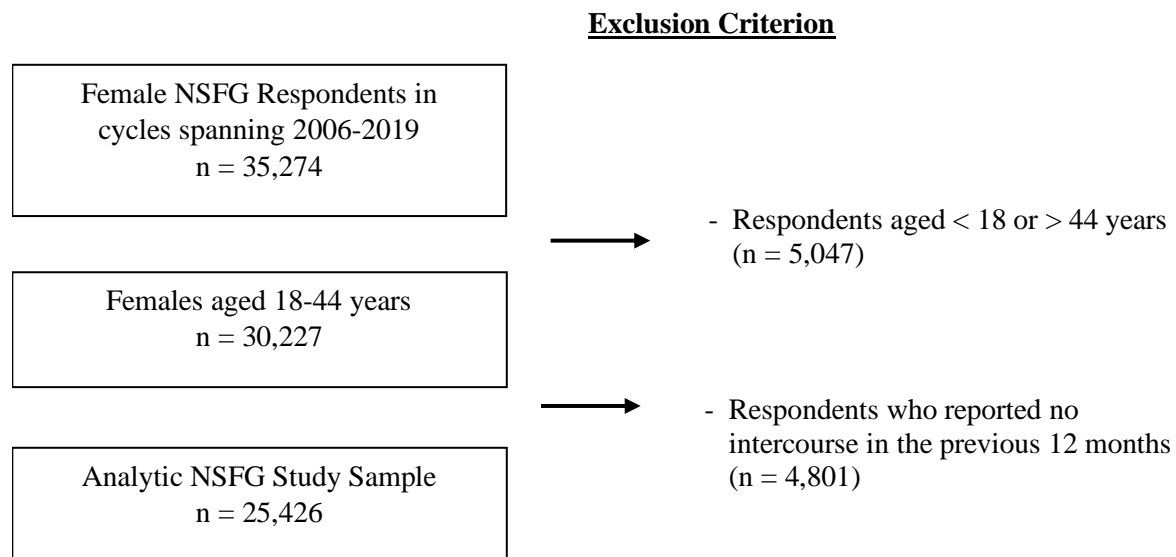 Exclusion Criterion
Female NSFG Respondents in
cycles spanning 2006-2019
n = 35,274
- Respondents aged < 18 or > 44 years
(n = 5,047)
Females aged 18-44 years
n = 30,227
- Respondents who reported no
intercourse in the previous 12 months
(n = 4,801)
Analytic NSFG Study Sample
n = 25,426